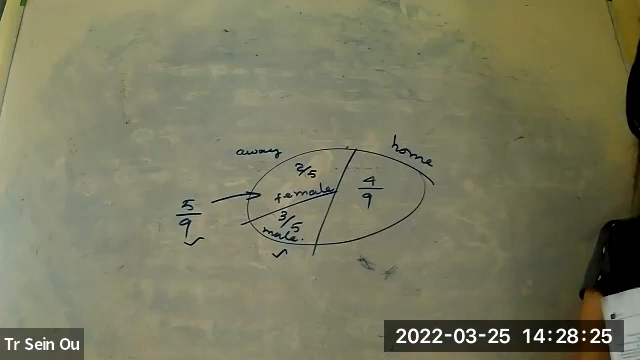 away
home
2/5
female
4/9
5/9
3/5
male.
Tr Sein Ou
2022-03-25 14:28:25